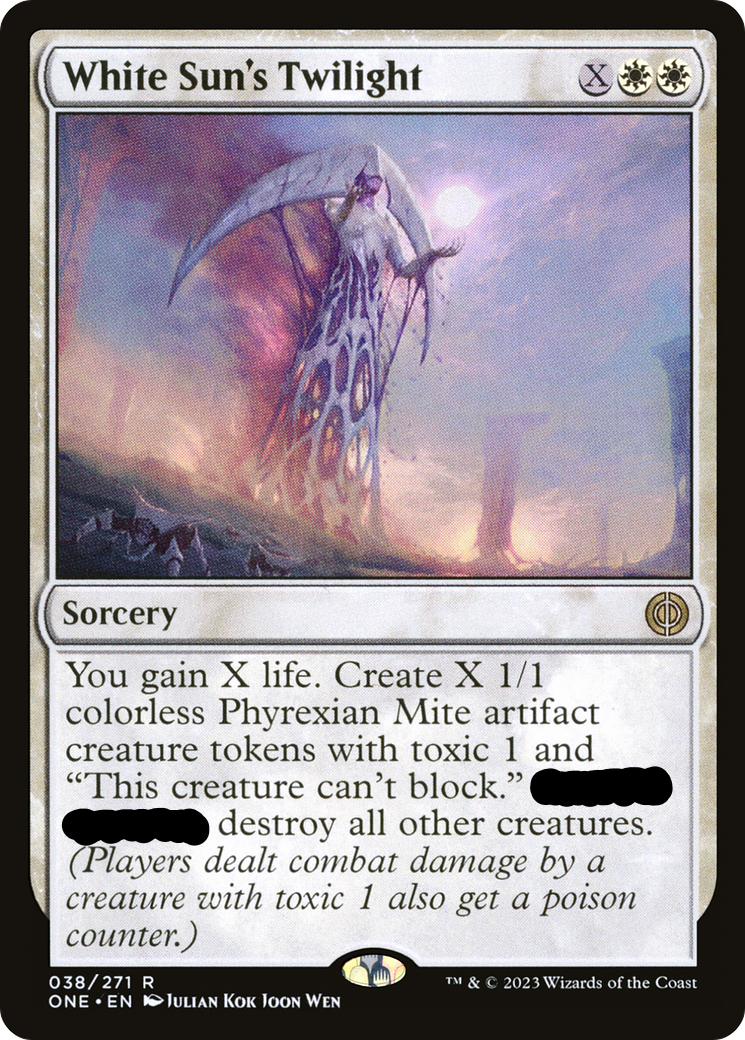 White Sun's Twilight X
Sorcery
You gain X life. Create X 1/1
colorless Phyrexian Mite artifact
creature tokens with toxic 1 and
“This creature can't block.”
destroy all other creatures.
(Players dealt combat damage by a
creature with toxic 1 also get a poison
counter.)
038/271 R
ONE • EN Julian Kok Joon Wen
™ & © 2023 Wizards of the Coast